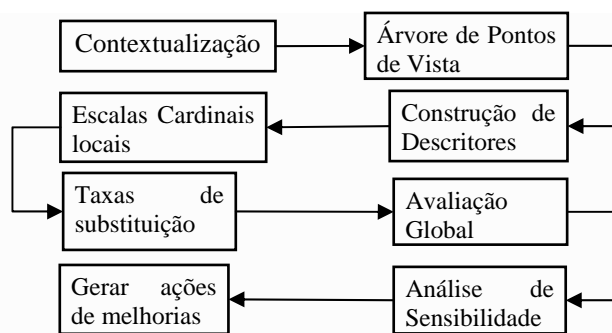 Contextualização
Árvore de Pontos
de Vista
Escalas Cardinais
locais
Construção de
Descritores
Taxas de
substituição
Avaliação
Global
Gerar ações
de melhorias
Análise de
Sensibilidade